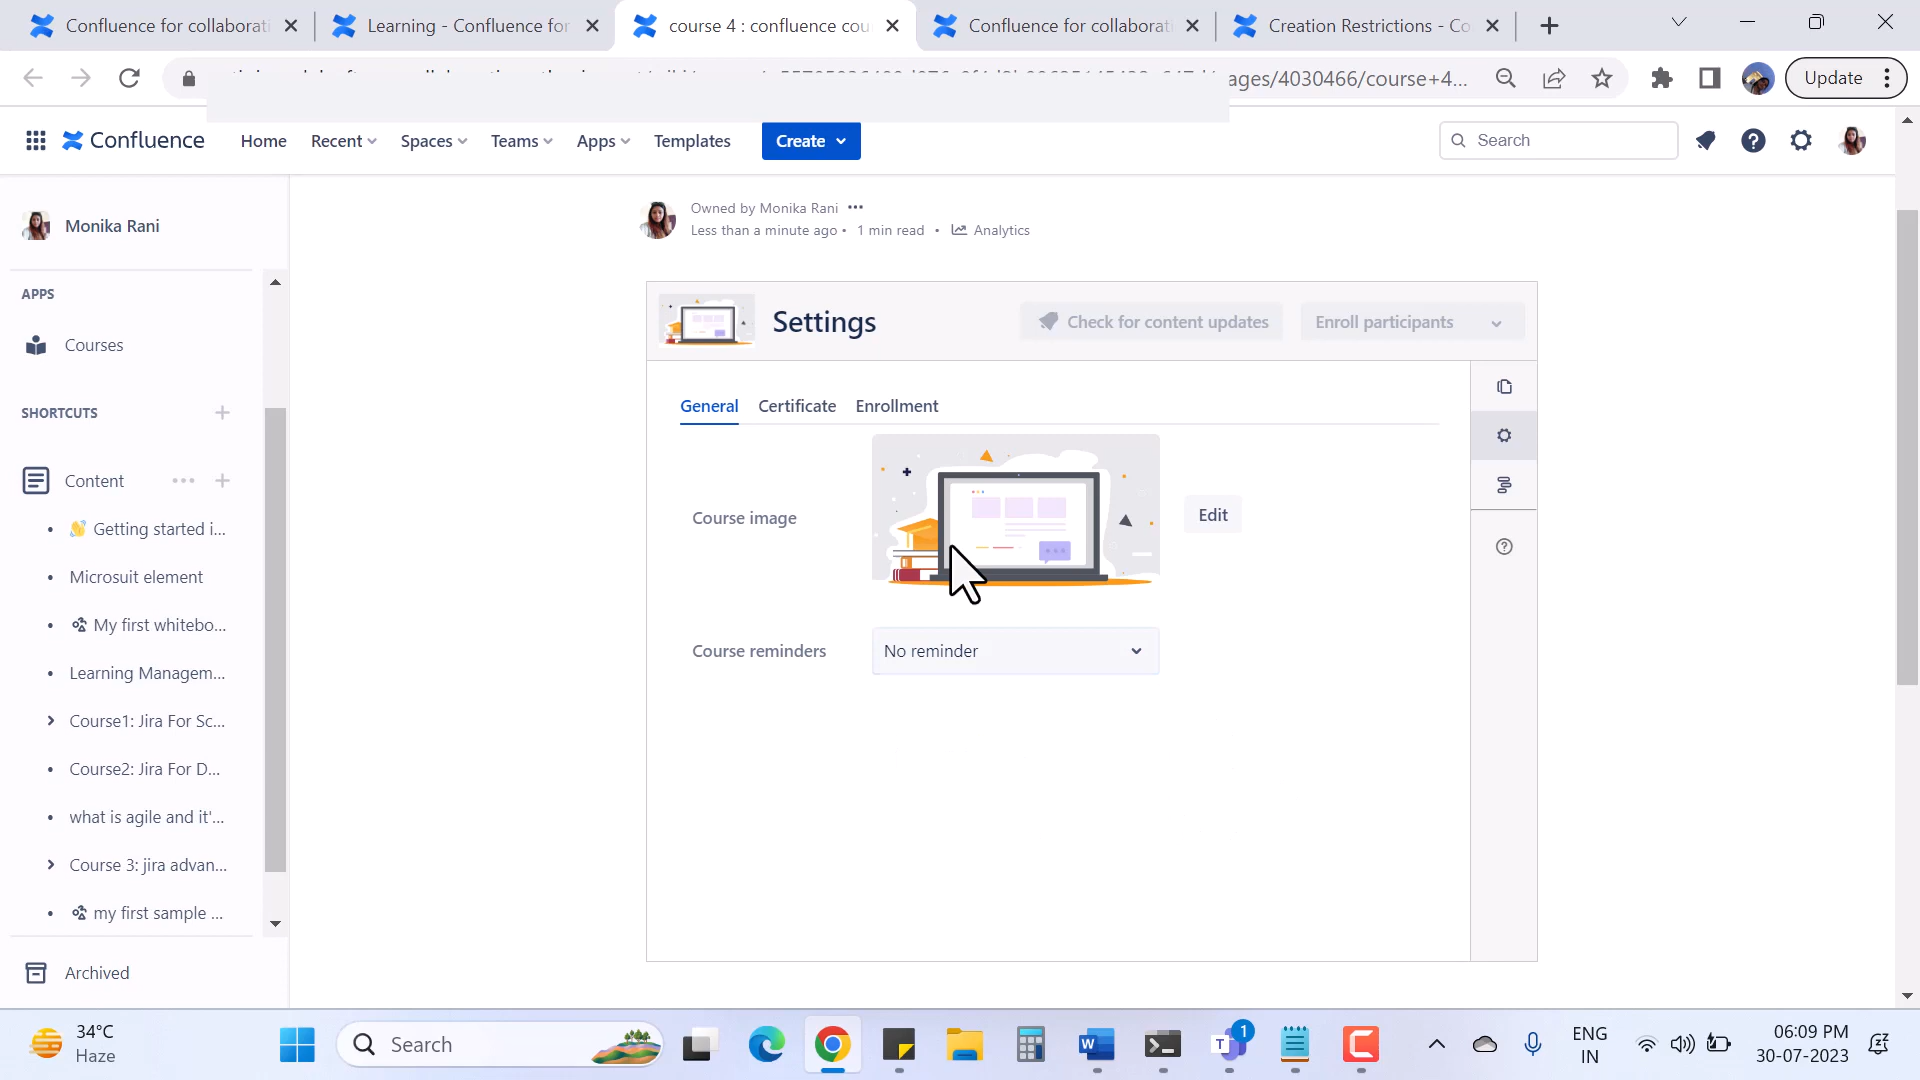 Confluence for collaborati
Learning - Confluence for
course 4 : confluence cou
Confluence for collaborati
Creation Restrictions - Co
ages/4030466/course+4...
Update
Confluence
Home
Recent
Spaces
Teams
Apps
Templates
Create
Search
Monika Rani
APPS
Courses
SHORTCUTS
Content
👋 Getting started i...
Microsuit element
My first whitebo...
Learning Managem...
Course1: Jira For Sc...
Course2: Jira For D...
what is agile and it'...
Course 3: jira advan...
my first sample ...
Archived
Owned by Monika Rani
Less than a minute ago • 1 min read • Analytics
Settings
Check for content updates
Enroll participants
General
Certificate
Enrollment
Course image
Edit
Course reminders
No reminder
34°C
Haze
Search
1
ENG
IN
06:09 PM
30-07-2023